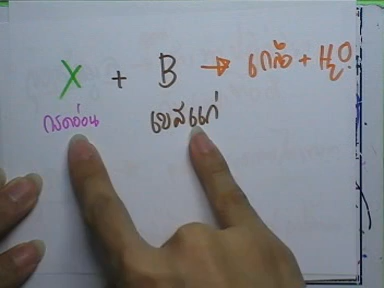 X + B → เกลือ + H₂O
กรดอ่อน เบสแก่